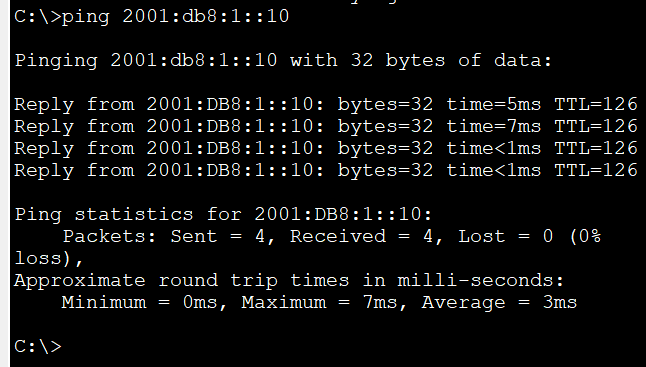 C:\>ping 2001:db8:1::10
Pinging 2001:db8:1::10 with 32 bytes of data:
Reply from 2001:DB8:1::10: bytes=32 time=5ms TTL=126
Reply from 2001:DB8:1::10: bytes=32 time=7ms TTL=126
Reply from 2001:DB8:1::10: bytes=32 time<1ms TTL=126
Reply from 2001:DB8:1::10: bytes=32 time<1ms TTL=126
Ping statistics for 2001:DB8:1::10:
    Packets: Sent = 4, Received = 4, Lost = 0 (0%
loss),
Approximate round trip times in milli-seconds:
    Minimum = 0ms, Maximum = 7ms, Average = 3ms
C:\>